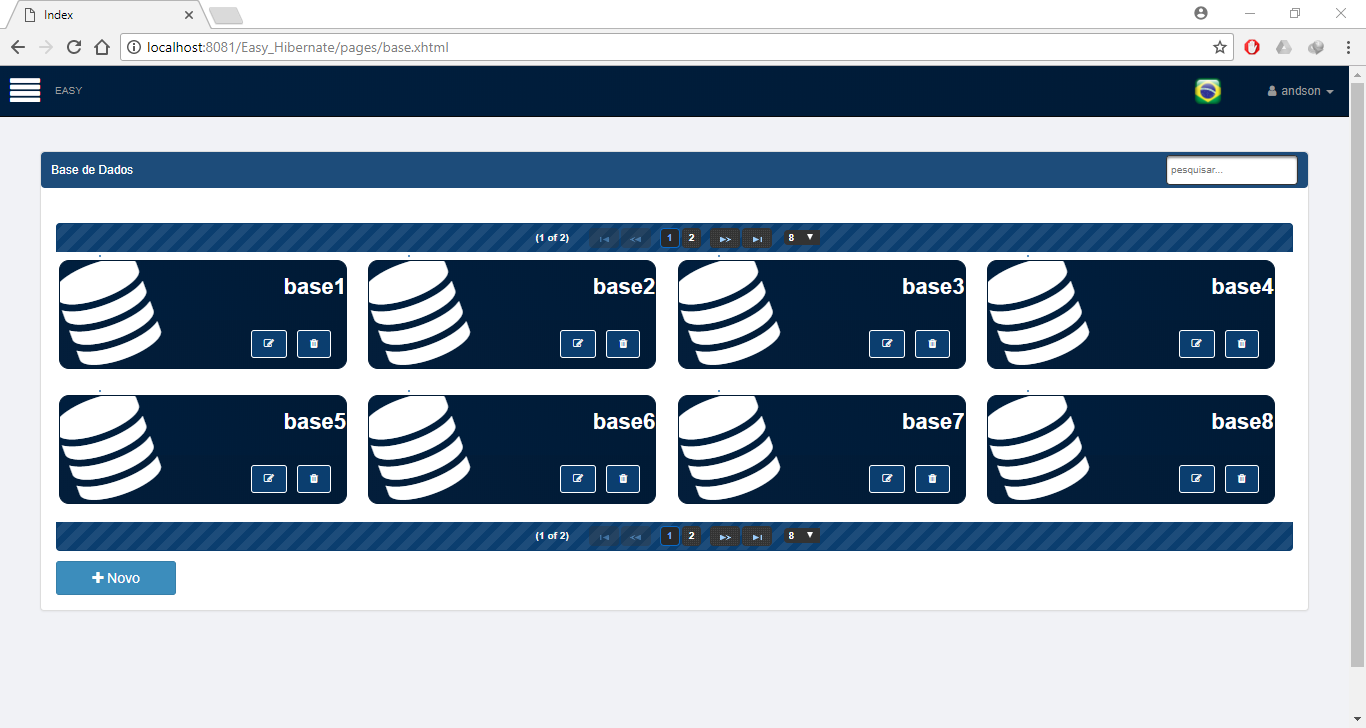 Index
localhost:8081/Easy_Hibernate/pages/base.xhtml
EASY
andson
Base de Dados
pesquisar...
(1 of 2) 1 2 8
base1 base2 base3 base4
base5 base6 base7 base8
(1 of 2) 1 2 8
Novo